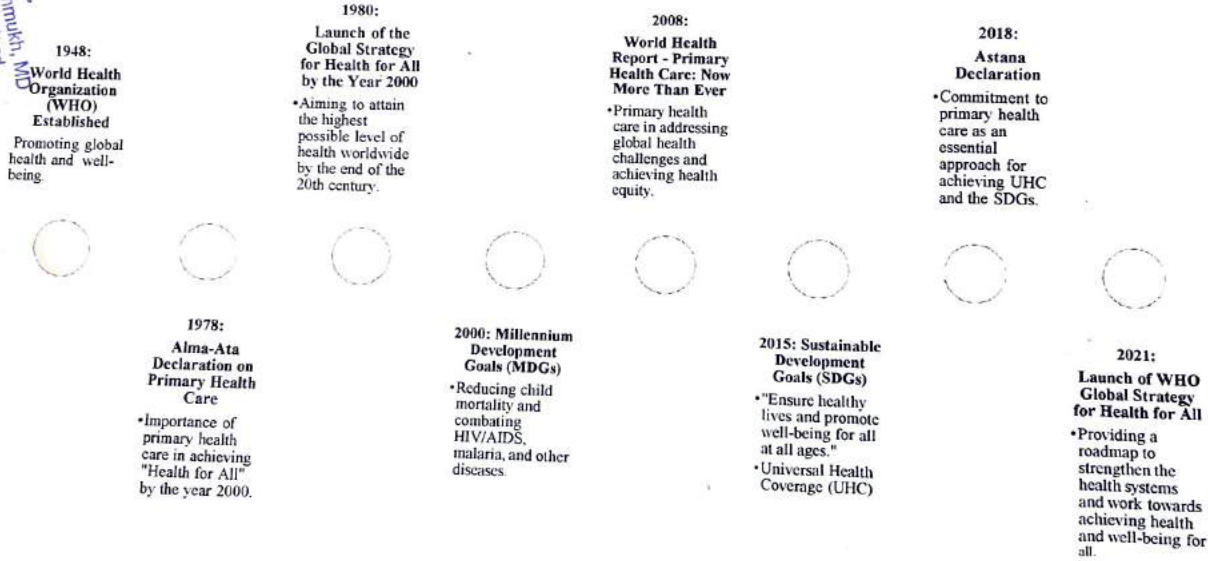 MD
1948:
World Health
Organization
(WHO)
Established
Promoting global
health and well-
being.
1978:
Alma-Ata
Declaration on
Primary Health
Care
•Importance of
primary health
care in achieving
"Health for All"
by the year 2000.
1980:
Launch of the
Global Strategy
for Health for All
by the Year 2000
•Aiming to attain
the highest
possible level of
health worldwide
by the end of the
20th century.
2000: Millennium
Development
Goals (MDGs)
•Reducing child
mortality and
combating
HIV/AIDS,
malaria, and other
diseases.
2008:
World Health
Report - Primary
Health Care: Now
More Than Ever
•Primary health
care in addressing
global health
challenges and
achieving health
equity.
2015: Sustainable
Development
Goals (SDGs)
•"Ensure healthy
lives and promote
well-being for all
at all ages."
•Universal Health
Coverage (UHC)
2018:
Astana
Declaration
•Commitment to
primary health
care as an
essential
approach for
achieving UHC
and the SDGs.
2021:
Launch of WHO
Global Strategy
for Health for All
•Providing a
roadmap to
strengthen the
health systems
and work towards
achieving health
and well-being for
all.